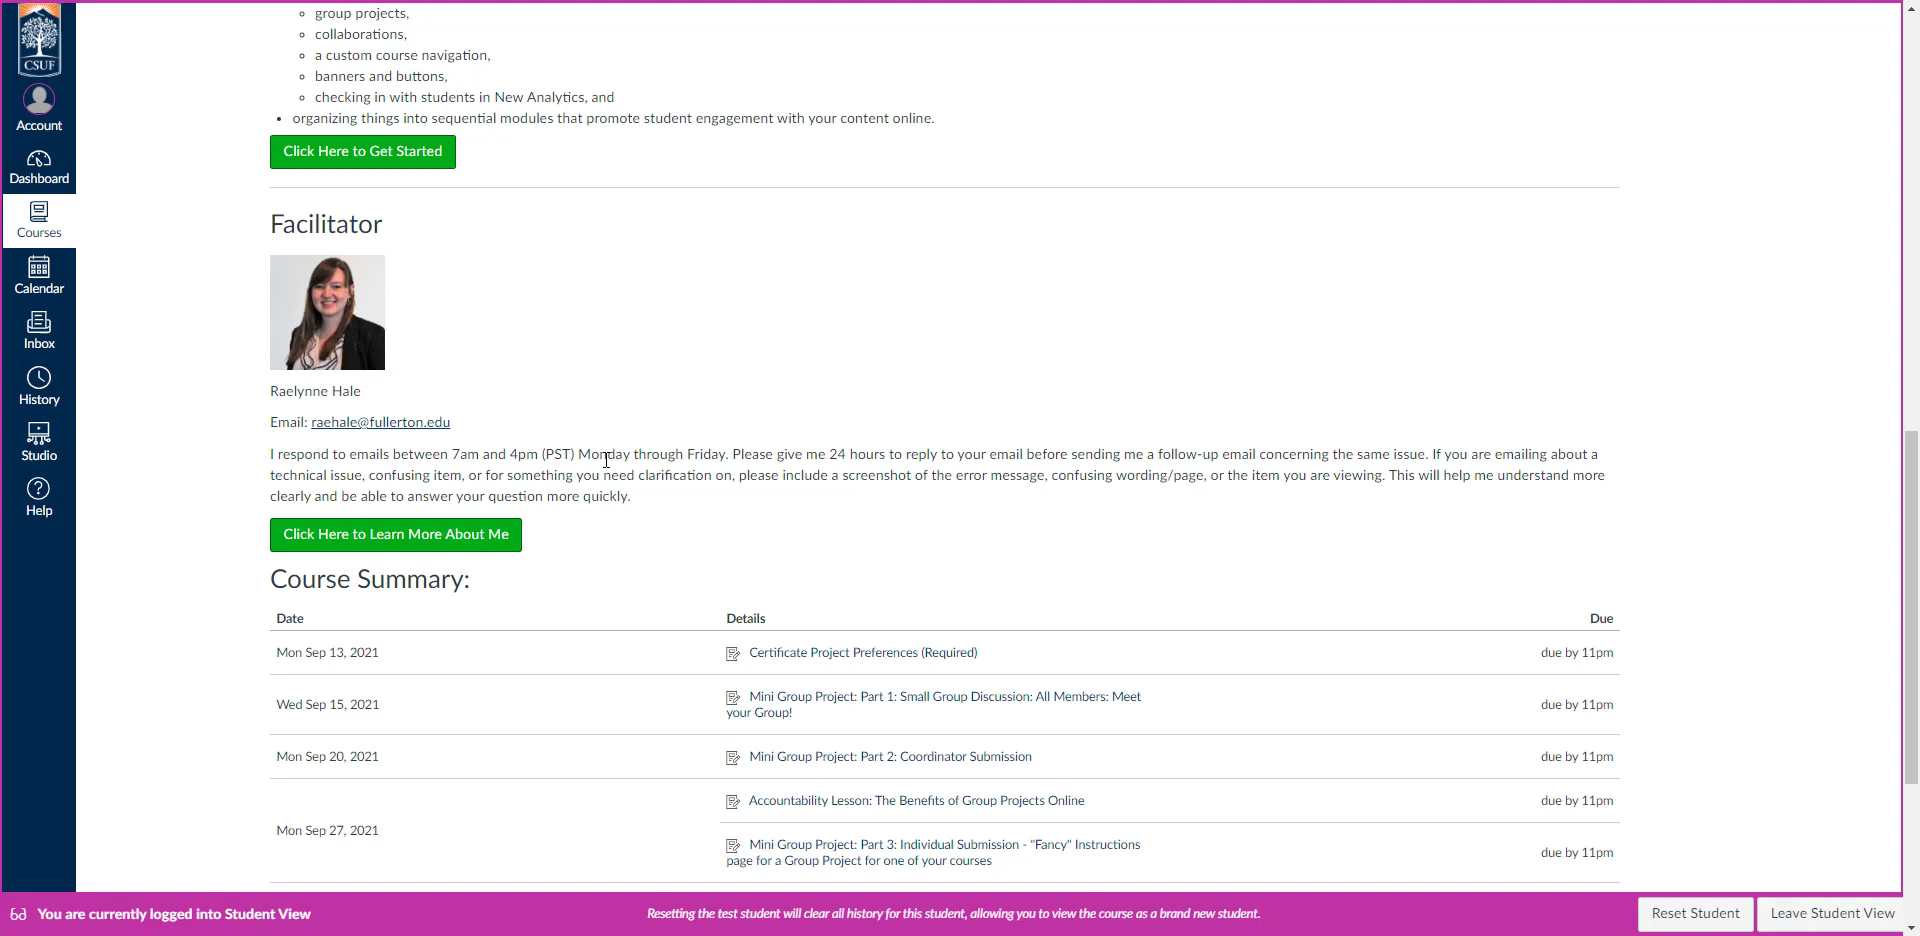 group projects,
collaborations,
a custom course navigation,
banners and buttons,
checking in with students in New Analytics, and
organizing things into sequential modules that promote student engagement with your content online.
Click Here to Get Started
CSUF
Account
Dashboard
Courses
Calendar
Inbox
History
Studio
Help
Facilitator
Raelynne Hale
Email: raehale@fullerton.edu
I respond to emails between 7am and 4pm (PST) Monday through Friday. Please give me 24 hours to reply to your email before sending me a follow-up email concerning the same issue. If you are emailing about a
technical issue, confusing item, or for something you need clarification on, please include a screenshot of the error message, confusing wording/page, or the item you are viewing. This will help me understand more
clearly and be able to answer your question more quickly.
Click Here to Learn More About Me
Course Summary:
Date Details Due
Mon Sep 13, 2021 Certificate Project Preferences (Required) due by 11pm
Wed Sep 15, 2021 Mini Group Project: Part 1: Small Group Discussion: All Members: Meet
your Group! due by 11pm
Mon Sep 20, 2021 Mini Group Project: Part 2: Coordinator Submission due by 11pm
Mon Sep 27, 2021 Accountability Lesson: The Benefits of Group Projects Online due by 11pm
Mini Group Project: Part 3: Individual Submission - "Fancy" Instructions
page for a Group Project for one of your courses due by 11pm
You are currently logged into Student View
Resetting the test student will clear all history for this student, allowing you to view the course as a brand new student.
Reset Student
Leave Student View